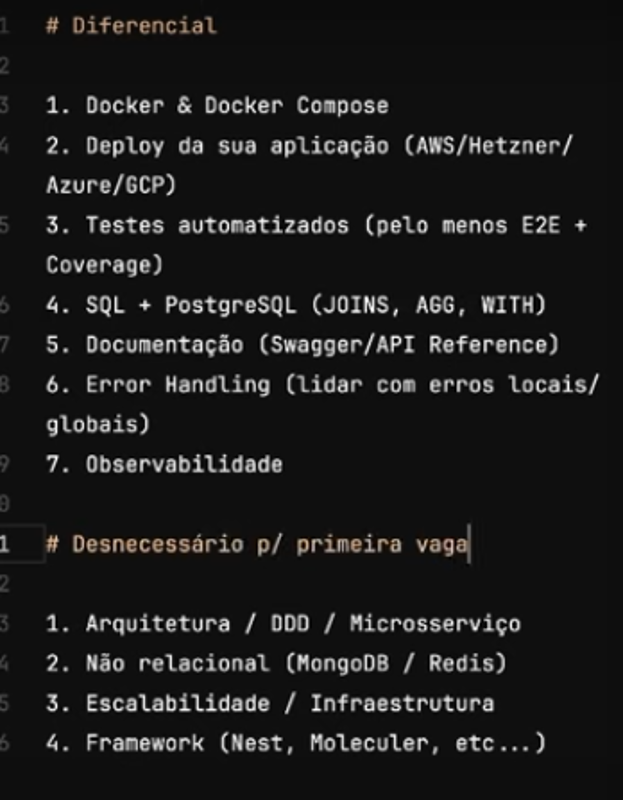 1 # Diferencial
2
3 1. Docker & Docker Compose
4 2. Deploy da sua aplicação (AWS/Hetzner/
Azure/GCP)
5 3. Testes automatizados (pelo menos E2E +
Coverage)
6 4. SQL + PostgreSQL (JOINS, AGG, WITH)
7 5. Documentação (Swagger/API Reference)
8 6. Error Handling (lidar com erros locais/
globais)
9 7. Observabilidade
0
1 # Desnecessário p/ primeira vaga
2
3 1. Arquitetura / DDD / Microsserviço
4 2. Não relacional (MongoDB / Redis)
5 3. Escalabilidade / Infraestrutura
6 4. Framework (Nest, Moleculer, etc...)